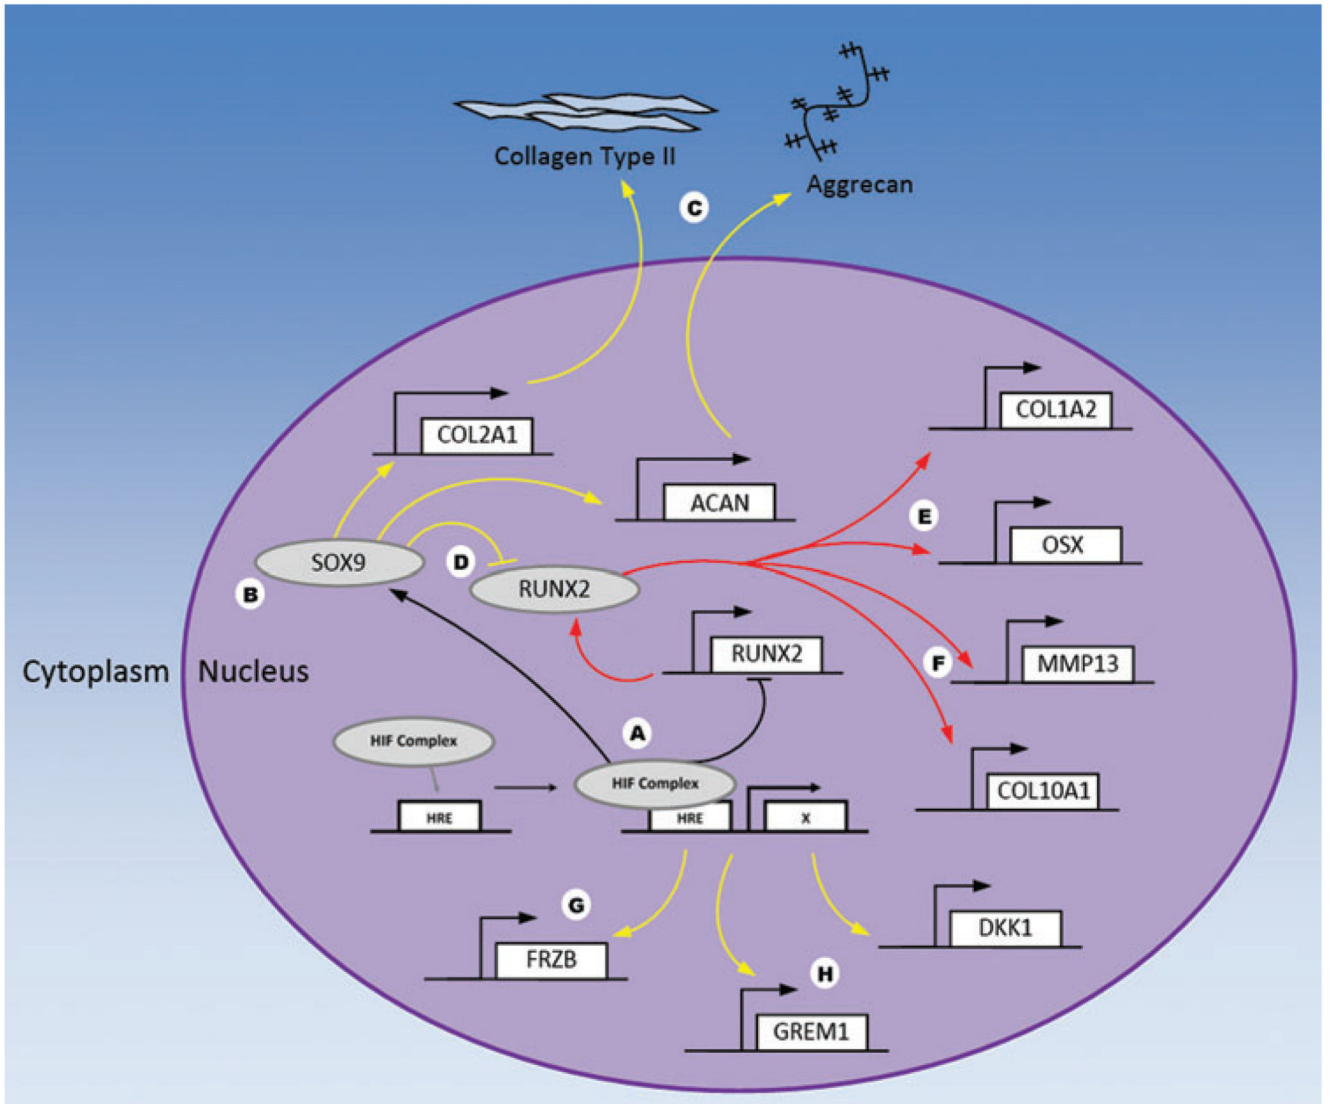 Collagen Type II
C
Aggrecan
COL2A1
COL1A2
ACAN
E
OSX
SOX9
D
RUNX2
B
RUNX2
F
MMP13
Cytoplasm
Nucleus
A
HIF Complex
HIF Complex
COL10A1
HRE
HRE
X
G
FRZB
DKK1
H
GREM1